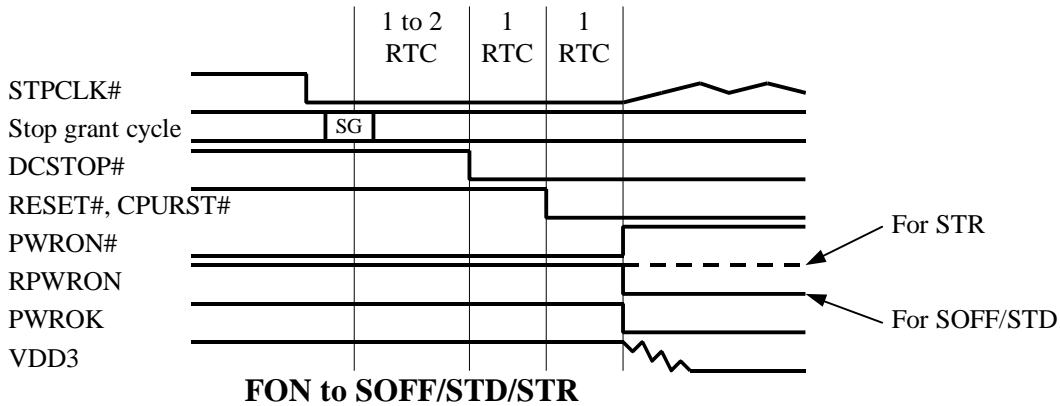 1 to 2
RTC
1
RTC
1
RTC
STPCLK#
Stop grant cycle
SG
DCSTOP#
RESET#, CPURST#
PWRON#
For STR
RPWRON
PWROK
For SOFF/STD
VDD3
FON to SOFF/STD/STR